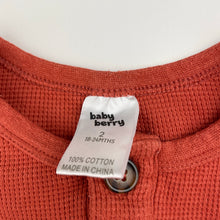 baby
berry
2
18-24MTHS
100% COTTON
MADE IN CHINA